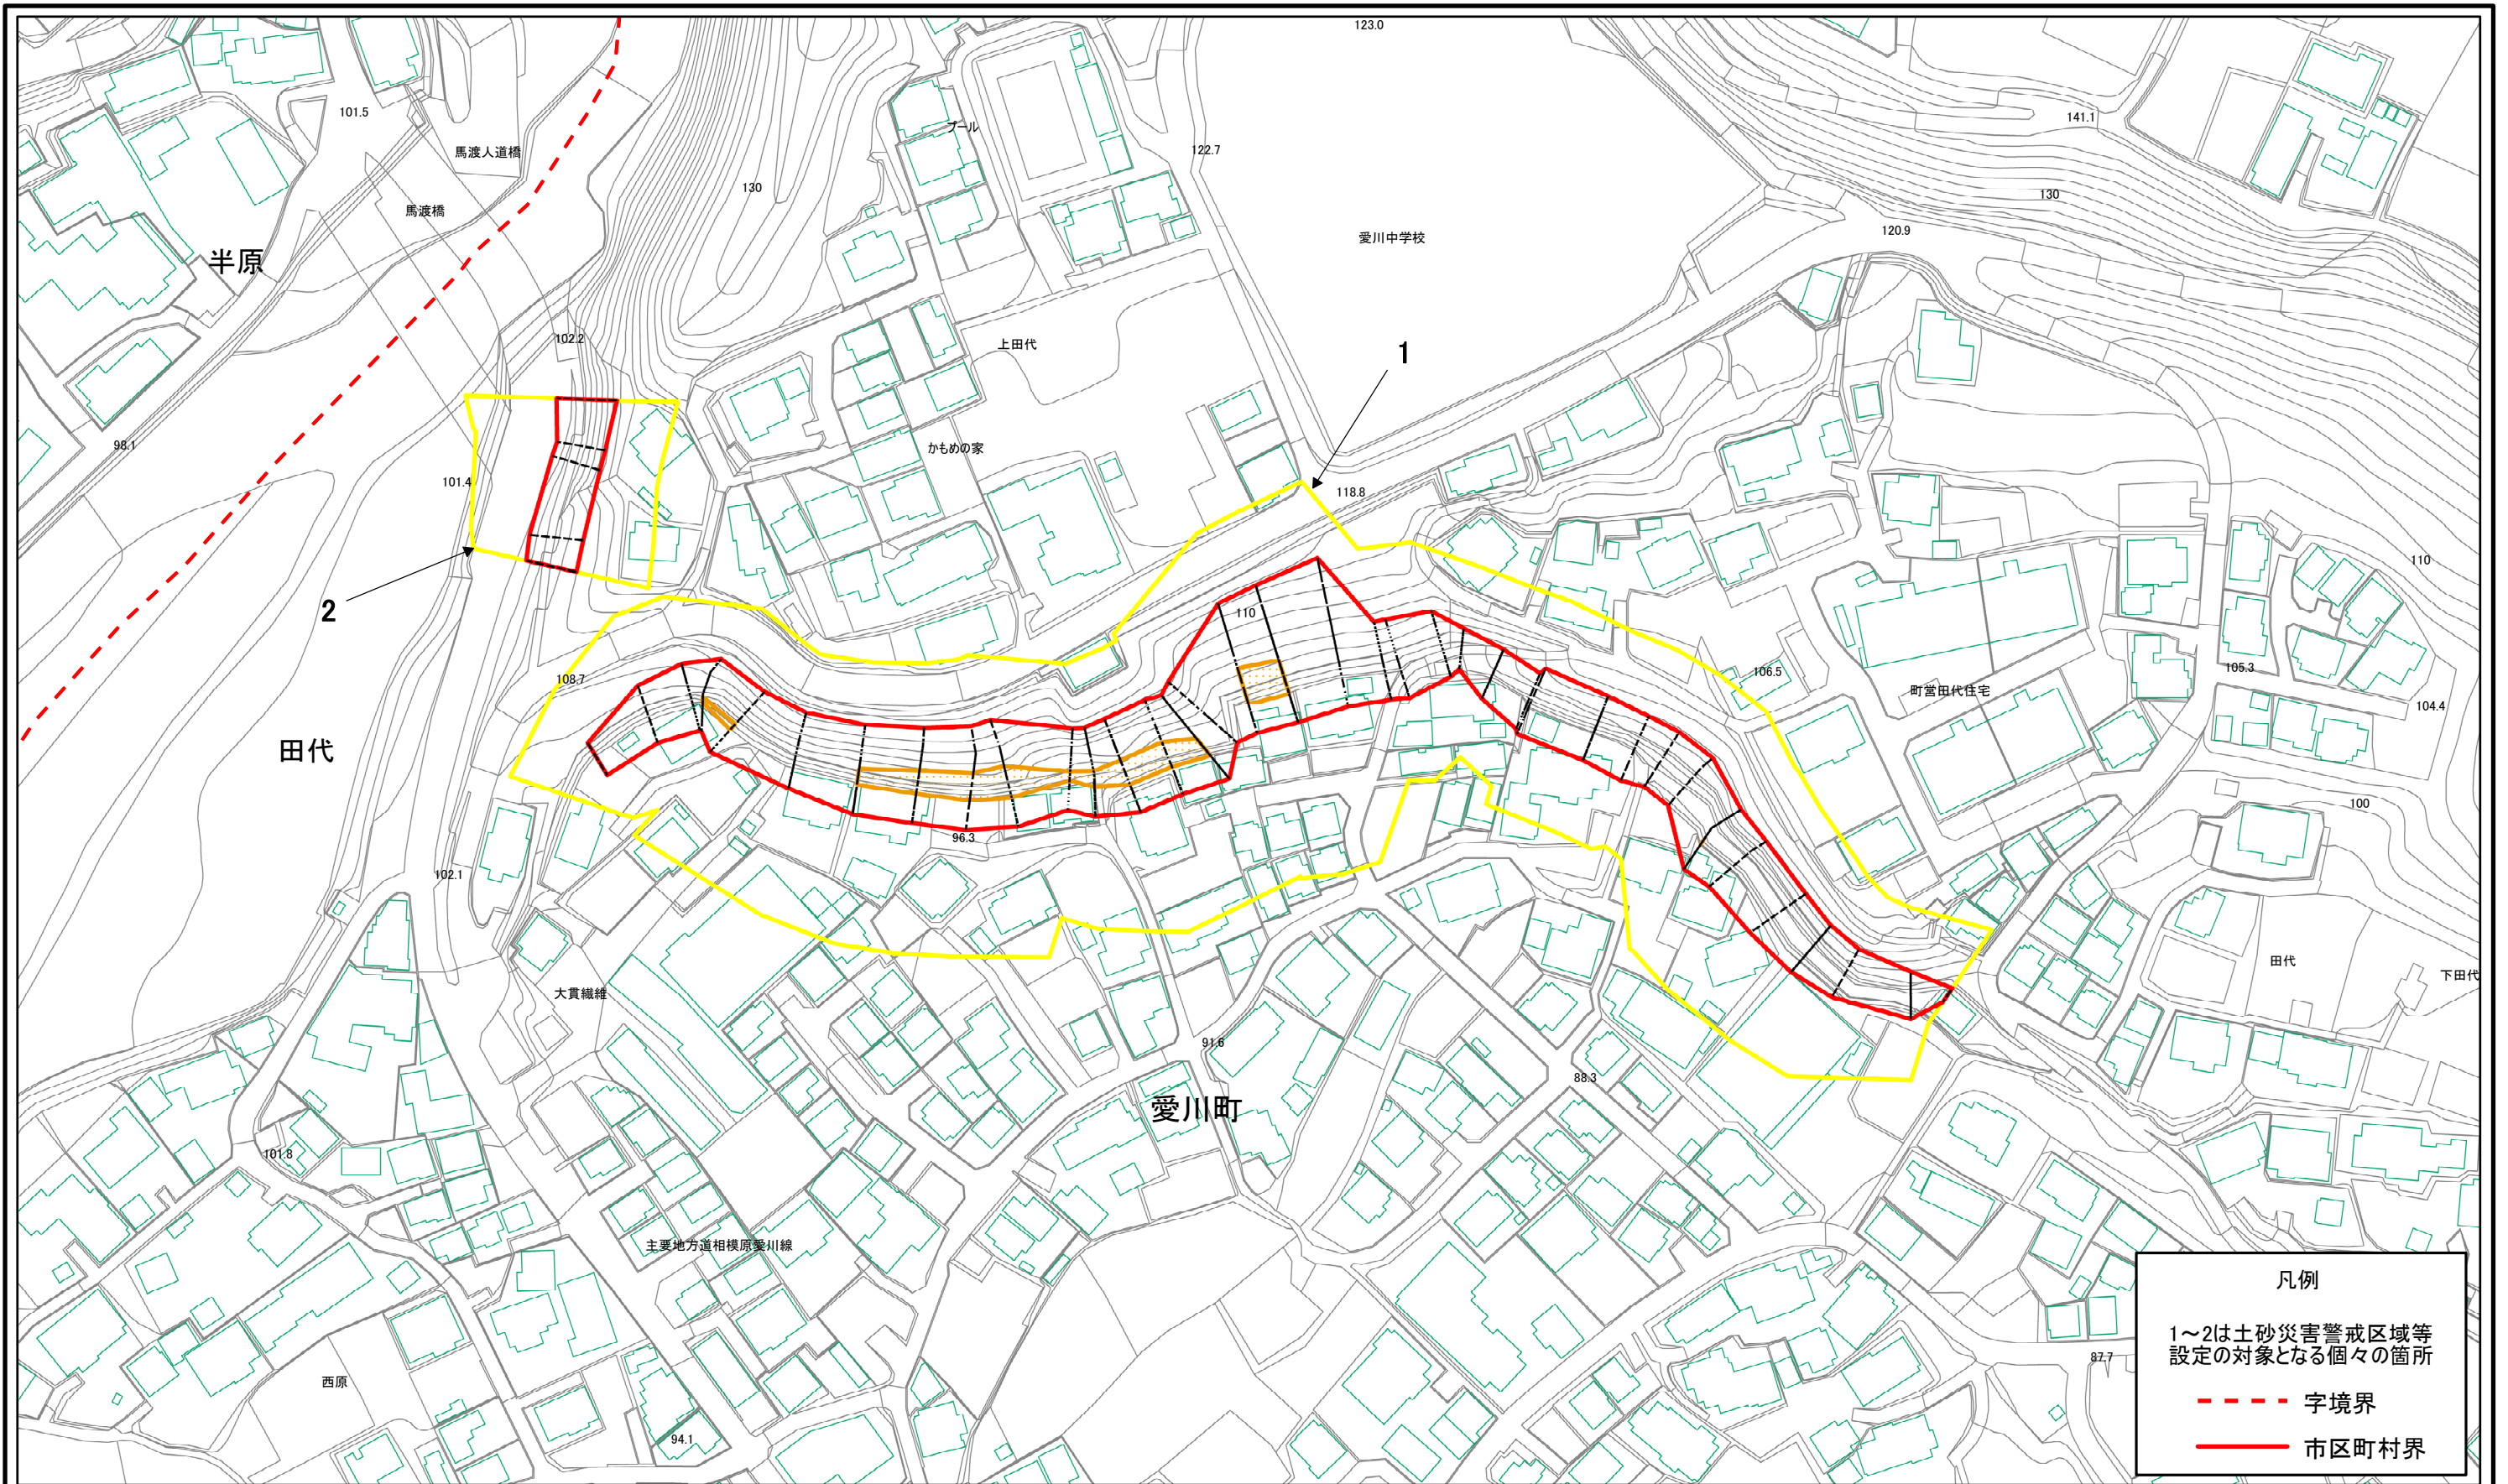 123.0
101.5
141.1
プール
馬渡人道橋
122.7
130
130
馬渡橋
120.9
愛川中学校
半原
102.2
上田代
1
98.1
かもめの家
101.4
118.8
110
2
110
105.3
106.5
108.7
町営田代住宅
104.4
田代
100
96.3
102.1
田代
下田代
大貫繊維
91.6
88.3
愛川町
101.8
主要地方道相模原愛川線
凡例
1～2は土砂災害警戒区域等
設定の対象となる個々の箇所
87.7
西原
字境界
94.1
市区町村界